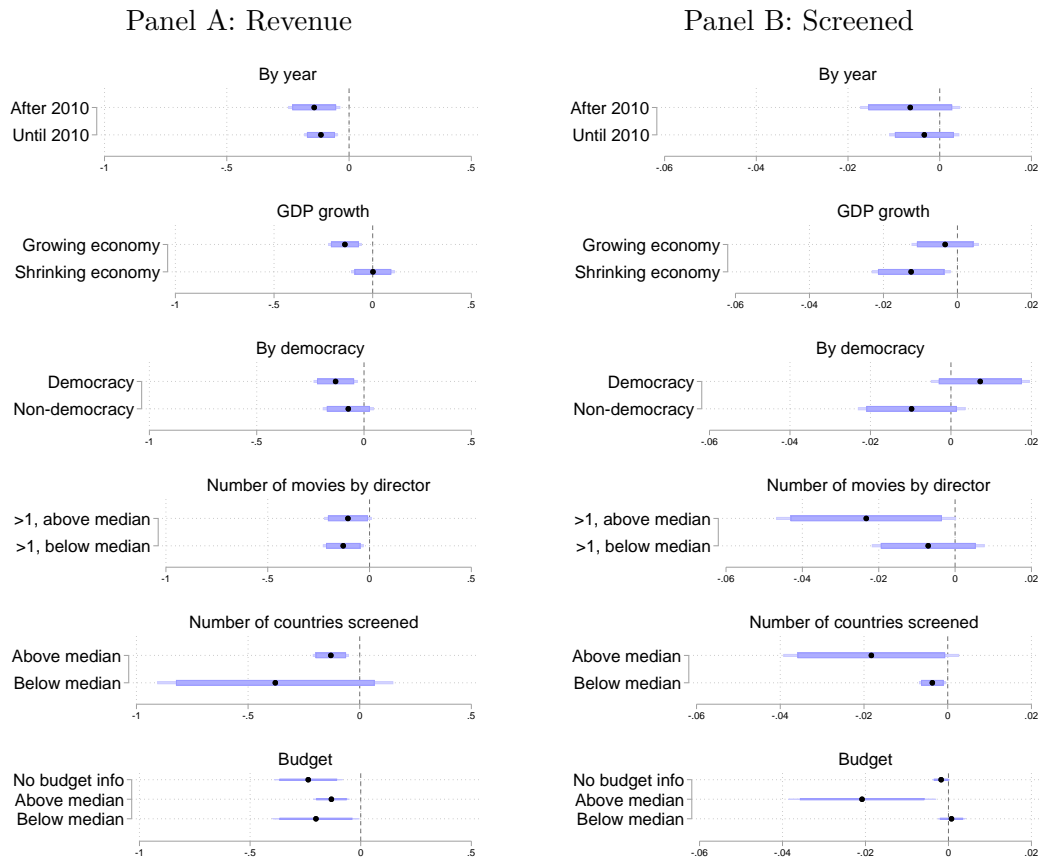 Panel A: Revenue
By year
After 2010
Until 2010
-1 -.5 0 .5
GDP growth
Growing economy
Shrinking economy
-1 -.5 0 .5
By democracy
Democracy
Non-democracy
-1 -.5 0 .5
Number of movies by director
>1, above median
>1, below median
-1 -.5 0 .5
Number of countries screened
Above median
Below median
-1 -.5 0 .5
Budget
No budget info
Above median
Below median
-1 -.5 0 .5
Panel B: Screened
By year
After 2010
Until 2010
-.06 -.04 -.02 0 .02
GDP growth
Growing economy
Shrinking economy
-.06 -.04 -.02 0 .02
By democracy
Democracy
Non-democracy
-.06 -.04 -.02 0 .02
Number of movies by director
>1, above median
>1, below median
-.06 -.04 -.02 0 .02
Number of countries screened
Above median
Below median
-.06 -.04 -.02 0 .02
Budget
No budget info
Above median
Below median
-.06 -.04 -.02 0 .02